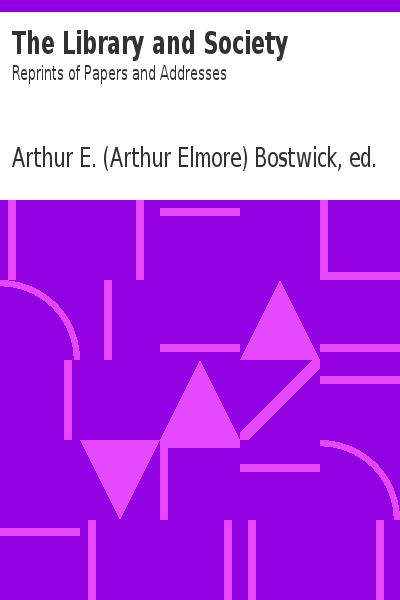 The Library and Society
Reprints of Papers and Addresses
Arthur E. (Arthur Elmore) Bostwick, ed.